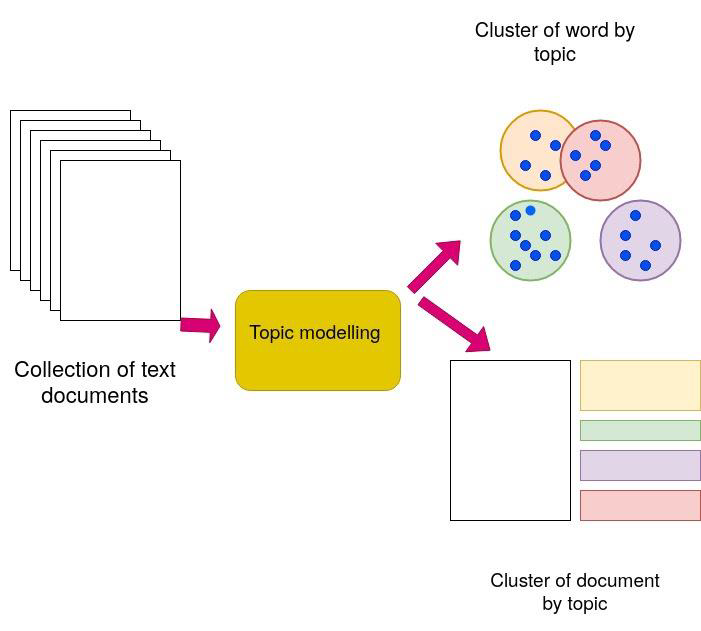 Cluster of word by
topic
Topic modelling
Collection of text
documents
Cluster of document
by topic